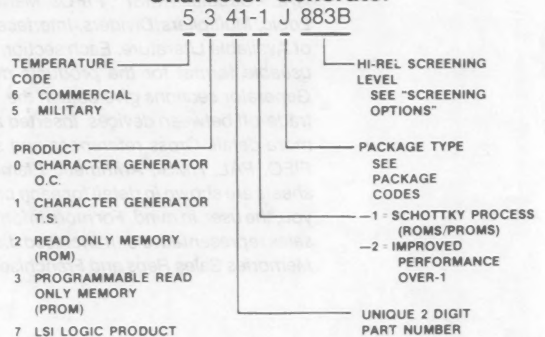 Character Generator
5 3 41-1 J 883B
TEMPERATURE
CODE
6 COMMERCIAL
5 MILITARY
PRODUCT
0 CHARACTER GENERATOR
O.C.
1 CHARACTER GENERATOR
T.S.
2 READ ONLY MEMORY
(ROM)
3 PROGRAMMABLE READ
ONLY MEMORY
(PROM)
7 LSI LOGIC PRODUCT
HI-REL SCREENING
LEVEL
SEE "SCREENING
OPTIONS"
PACKAGE TYPE
SEE
PACKAGE
CODES
-1 = SCHOTTKY PROCESS
(ROMS/PROMS)
-2 = IMPROVED
PERFORMANCE
OVER-1
UNIQUE 2 DIGIT
PART NUMBER